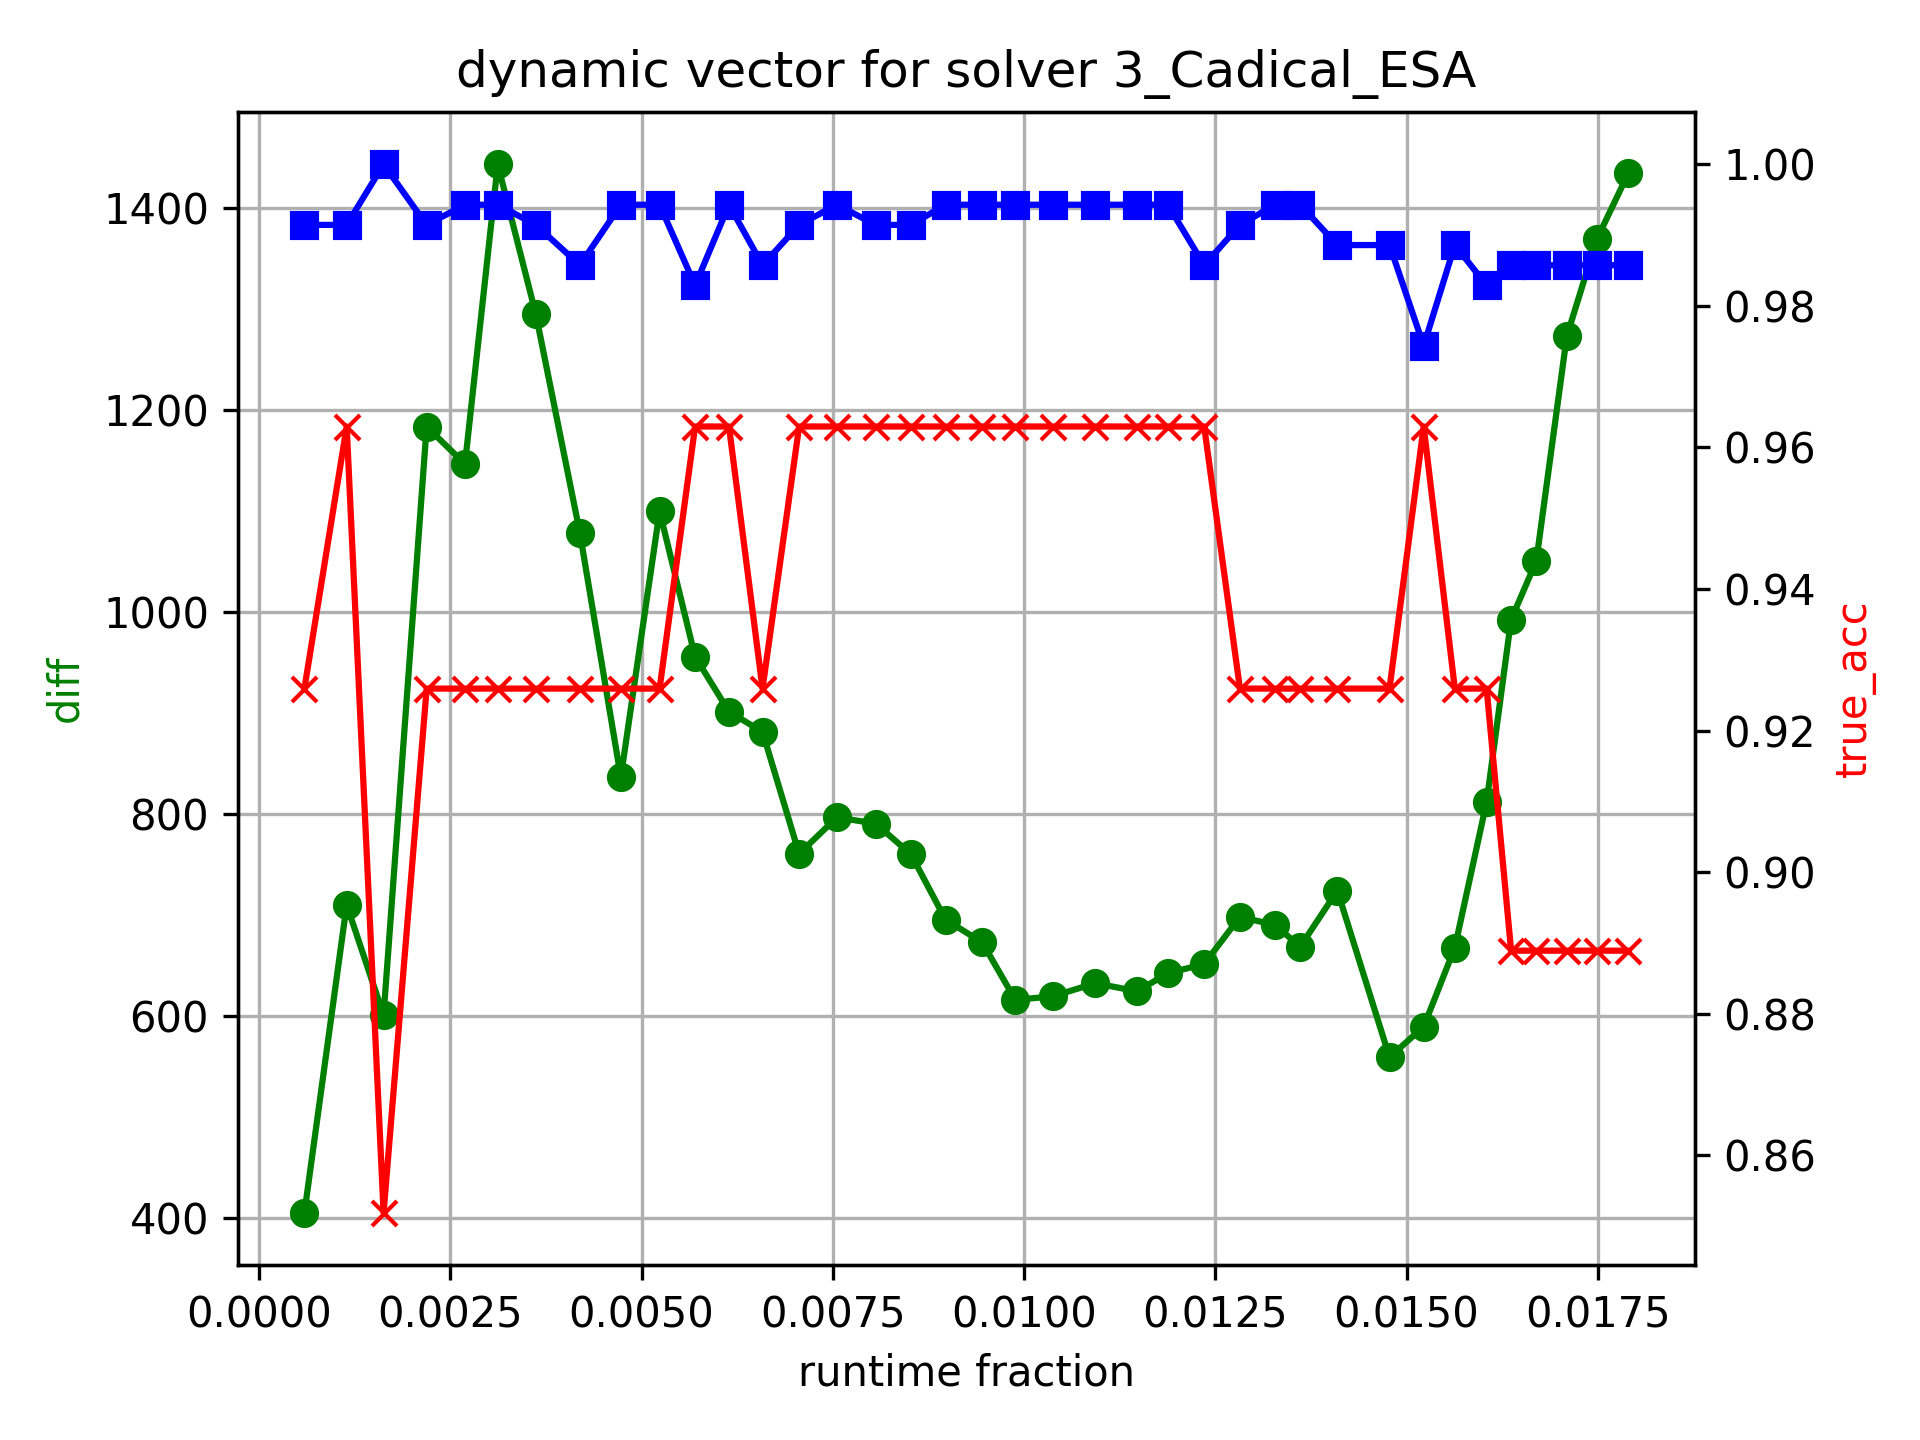 dynamic vector for solver 3_Cadical_ESA
1400
1200
1000
800
600
400
diff
1.00
0.98
0.96
0.94
0.92
0.90
0.88
0.86
true_acc
0.0000 0.0025 0.0050 0.0075 0.0100 0.0125 0.0150 0.0175
runtime fraction